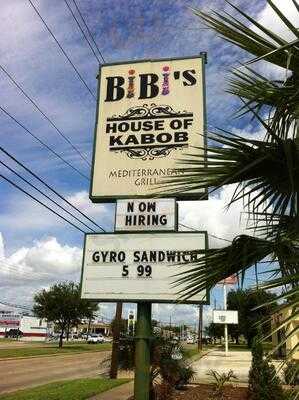 BiBi's
HOUSE OF
KABOB
MEDITERRANEAN
GRILL
NOW
HIRING
GYRO SANDWICH
5 99